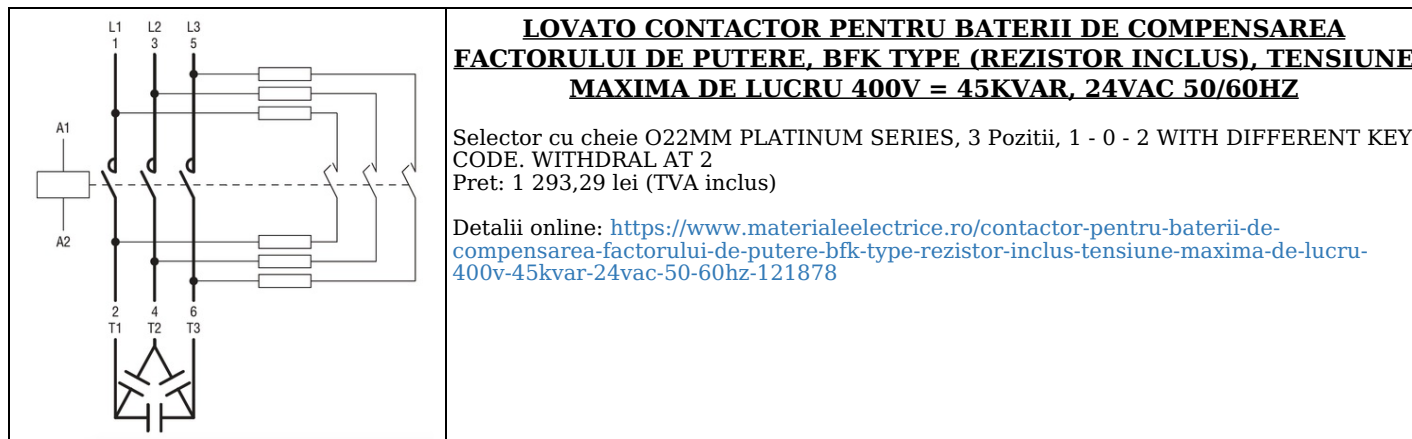 L1 L2 L3
1 3 5
A1
A2
2 4 6
T1 T2 T3
LOVATO CONTACTOR PENTRU BATERII DE COMPENSAREA
FACTORULUI DE PUTERE, BFK TYPE (REZISTOR INCLUS), TENSIUNE
MAXIMA DE LUCRU 400V = 45KVAR, 24VAC 50/60HZ
Selector cu cheie O22MM PLATINUM SERIES, 3 Pozitii, 1 - 0 - 2 WITH DIFFERENT KEY
CODE. WITHDRAL AT 2
Pret: 1 293,29 lei (TVA inclus)
Detalii online: https://www.materialeelectrice.ro/contactor-pentru-baterii-de-
compensarea-factorului-de-putere-bfk-type-rezistor-inclus-tensiune-maxima-de-lucru-
400v-45kvar-24vac-50-60hz-121878